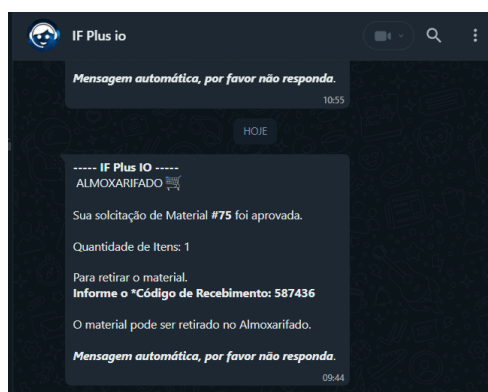 IF Plus io
Mensagem automática, por favor não responda.
10:55
HOJE
----- IF Plus IO -----
ALMOXARIFADO🛒
Sua solcitação de Material #75 foi aprovada.
Quantidade de Itens: 1
Para retirar o material.
Informe o *Código de Recebimento: 587436
O material pode ser retirado no Almoxarifado.
Mensagem automática, por favor não responda.
09:44